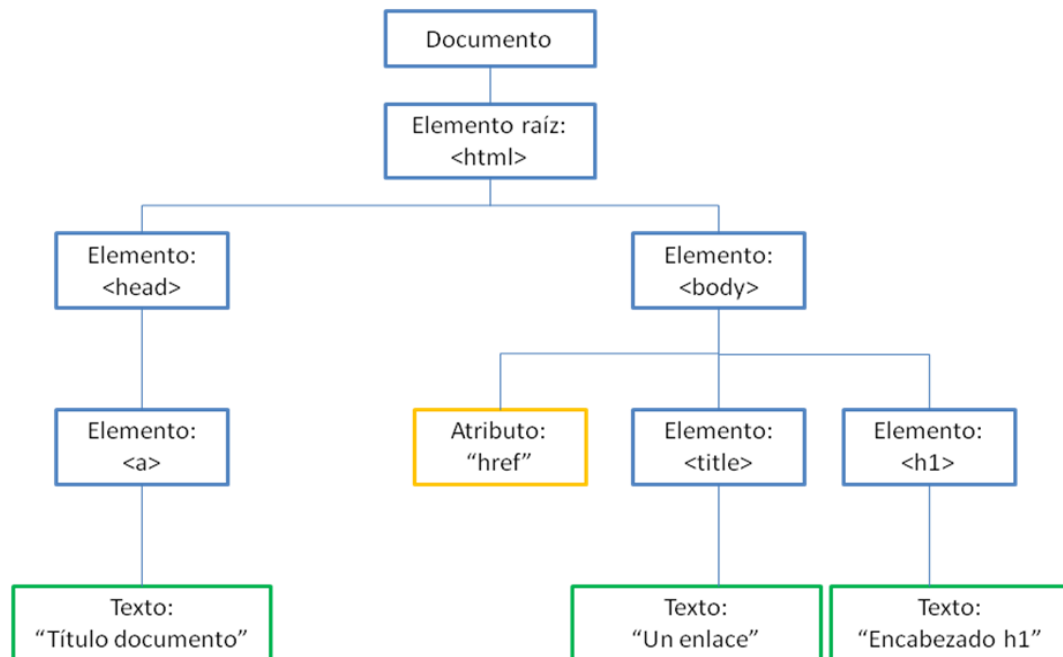 Documento
Elemento raíz:
<html>
Elemento:
<head>
Elemento:
<body>
Elemento:
<a>
Atributo:
“href”
Elemento:
<title>
Elemento:
<h1>
Texto:
“Título documento”
Texto:
“Un enlace”
Texto:
“Encabezado h1”